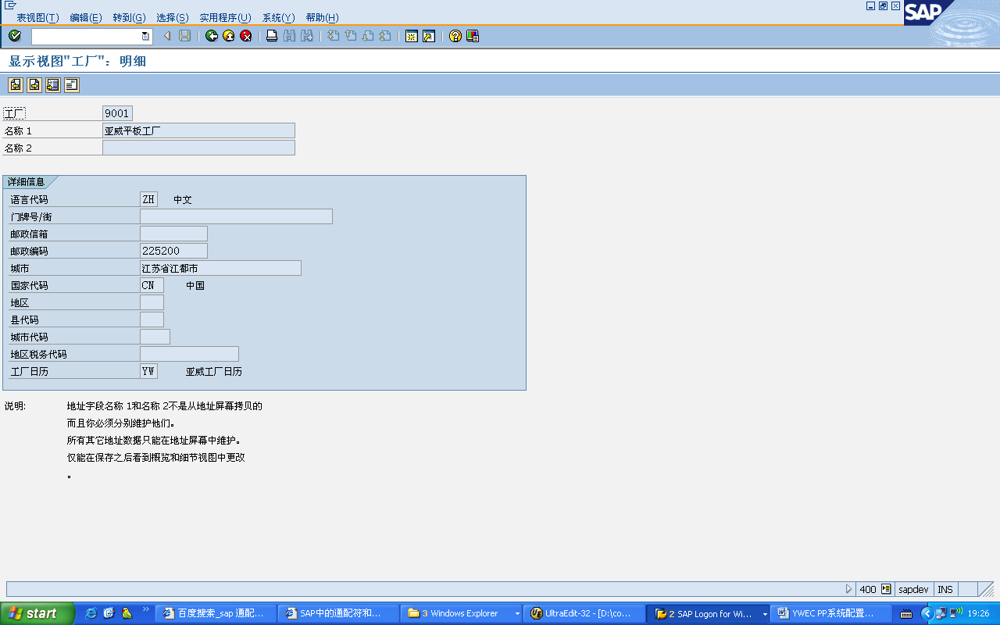 表视图(T) 编辑(E) 转到(G) 选择(S) 实用程序(U) 系统(Y) 帮助(H)
SAP
显示视图"工厂"：明细
工厂 9001
名称 1 亚威平板工厂
名称 2
详细信息
语言代码 ZH 中文
门牌号/街
邮政信箱
邮政编码 225200
城市 江苏省江都市
国家代码 CN 中国
地区
县代码
城市代码
地区税务代码
工厂日历 YW 亚威工厂日历
说明: 地址字段名称 1和名称 2不是从地址屏幕拷贝的
而且你必须分别维护他们。
所有其它地址数据只能在地址屏幕中维护。
仅能在保存之后看到概览和细节视图中更改
。
400 sapdev INS
start 百度搜索_sap 通配... SAP中的通配符和... 3 Windows Explorer UltraEdit-32 - [D:\co... 2 SAP Logon for Wi... YWEC PP系统配置... 19:26